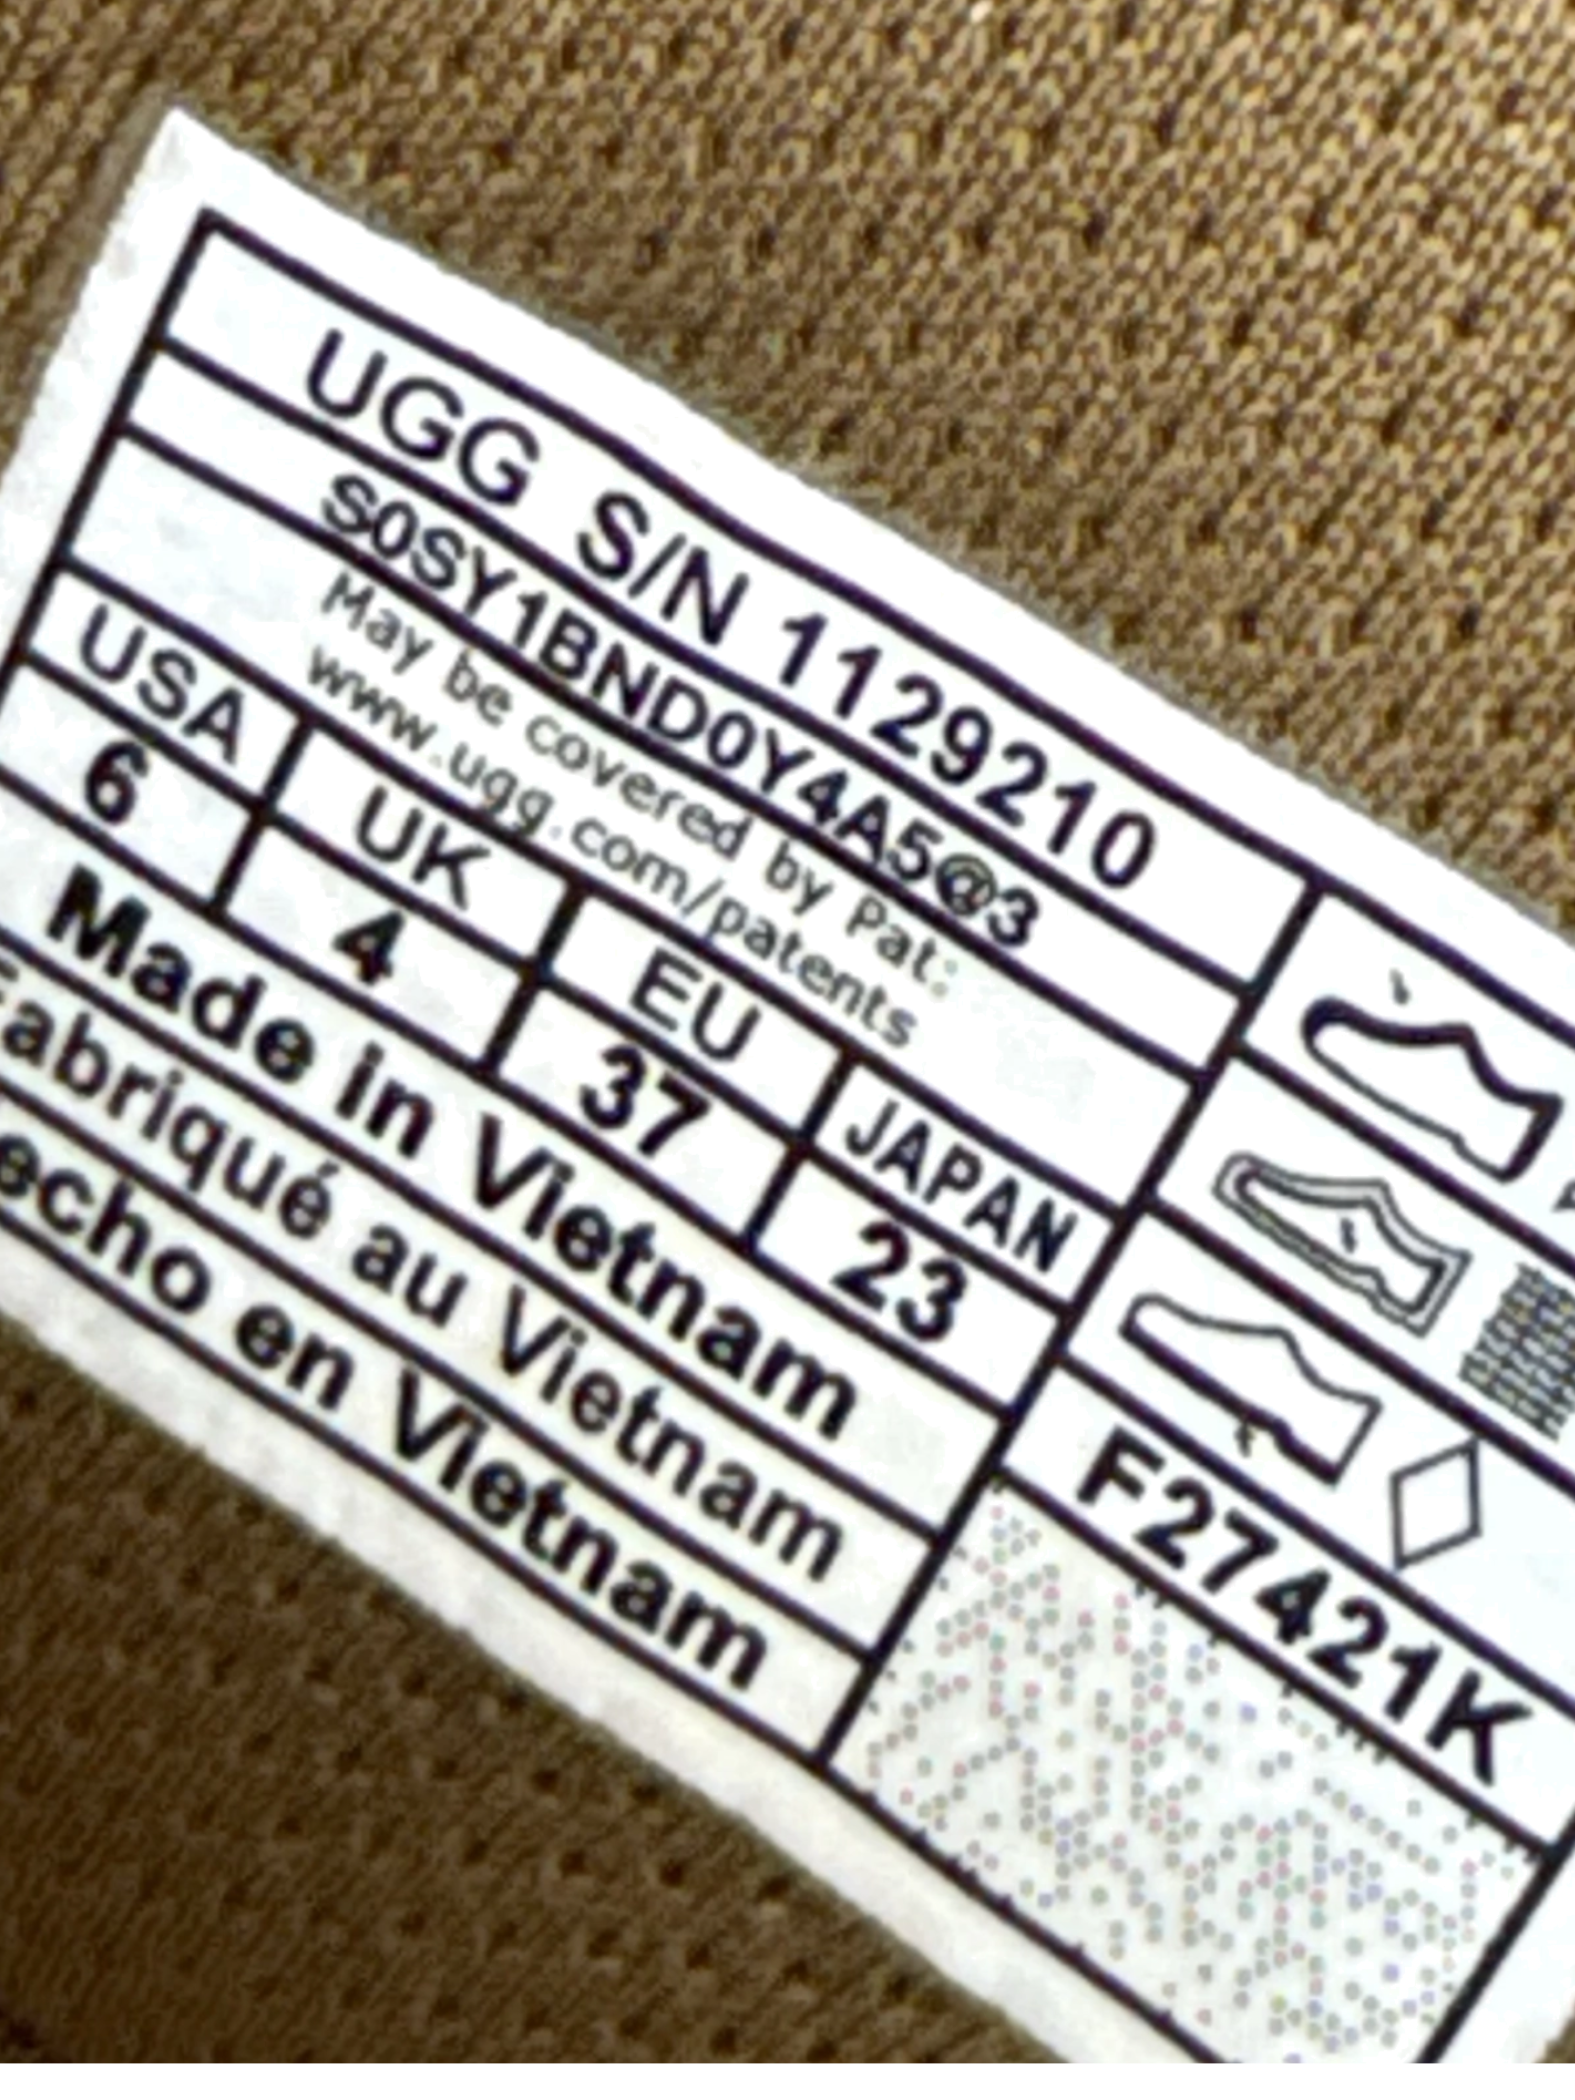 UGG S/N 1129210
S0SY1BND0Y4A5@3
May be covered by Pat:
www.ugg.com/patents
USA UK EU JAPAN
6 4 37 23
Made in Vietnam
Fabriqué au Vietnam
echo en Vietnam
F27421K